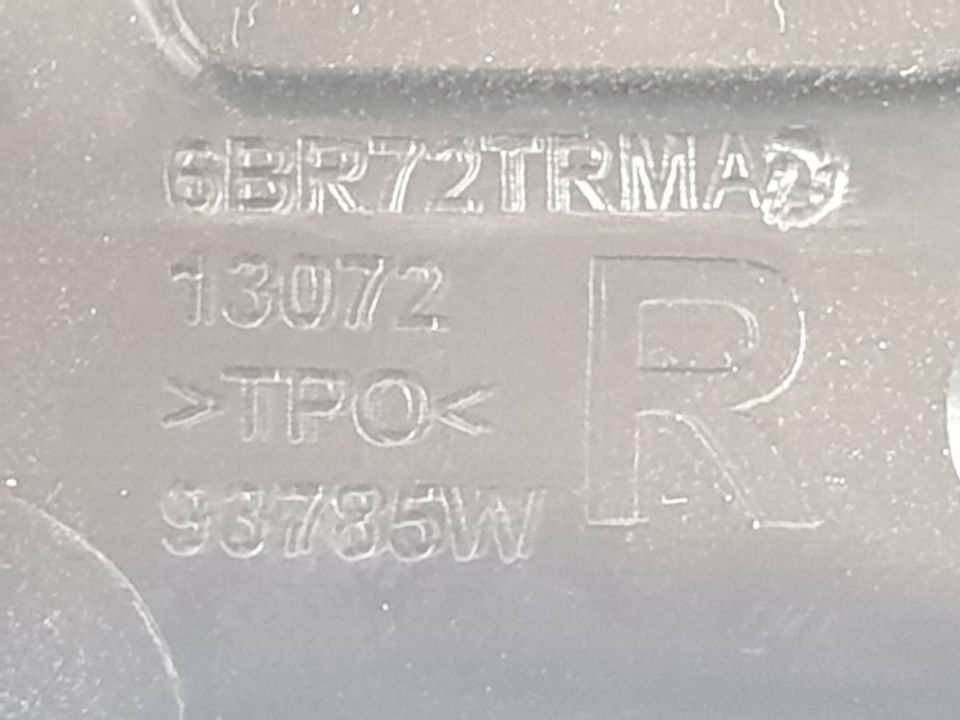 6BR72TRMA
13072
>TPO<
93785W
R